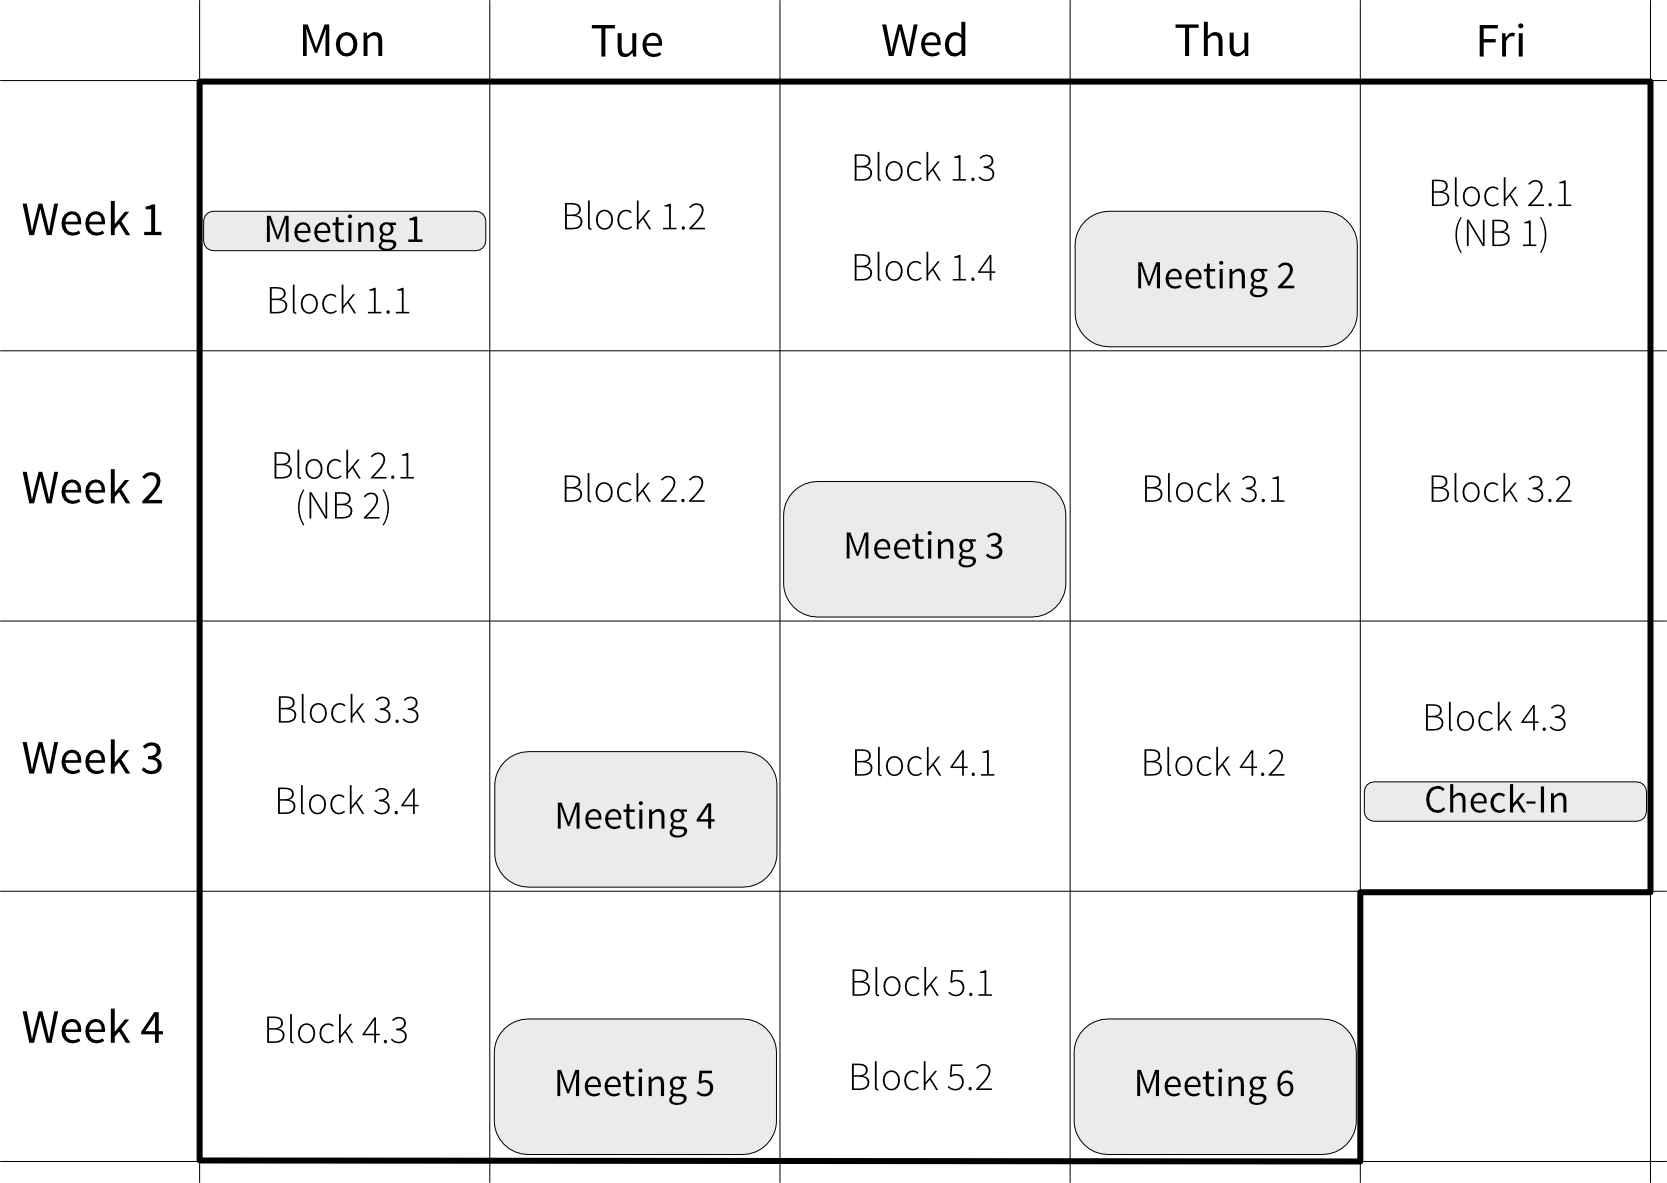 Mon Tue Wed Thu Fri
Week 1
Meeting 1
Block 1.1
Block 1.2
Block 1.3
Block 1.4
Meeting 2
Block 2.1
(NB 1)
Week 2
Block 2.1
(NB 2)
Block 2.2
Meeting 3
Block 3.1
Block 3.2
Week 3
Block 3.3
Block 3.4
Meeting 4
Block 4.1
Block 4.2
Block 4.3
Check-In
Week 4
Block 4.3
Meeting 5
Block 5.1
Block 5.2
Meeting 6